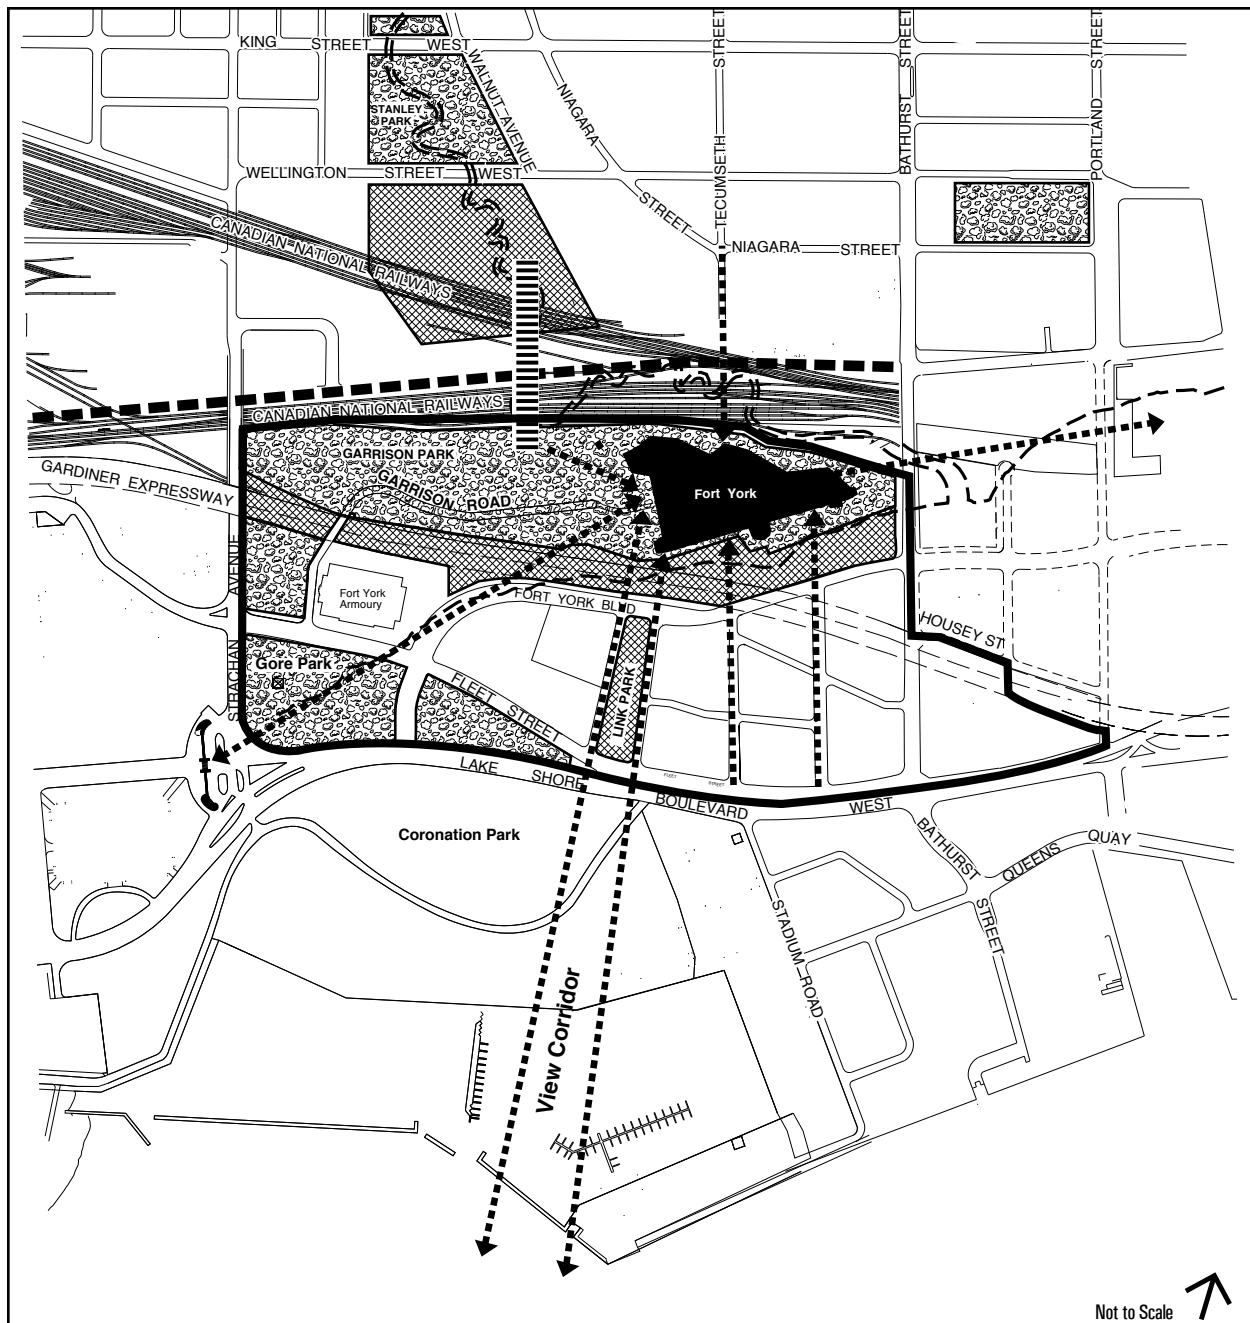 KING STREET WEST
WALNUT AVENUE
NIAGARA STREET
TECUMSETH STREET
BATHURST STREET
PORTLAND STREET
STANLEY
PARK
WELLINGTON STREET WEST
NIAGARA STREET
CANADIAN NATIONAL RAILWAYS
CANADIAN NATIONAL RAILWAYS
GARRISON PARK
GARRISON ROAD
GARDINER EXPRESSWAY
Fort York
STRACHAN AVENUE
Fort York
Armoury
FORT YORK BLVD
HOUSEY ST
Gore Park
FLEET STREET
LINK PARK
FLEET STREET
LAKE SHORE BOULEVARD WEST
Coronation Park
BATHURST STREET
QUEENS QUAY
STADIUM ROAD
View Corridor
Not to Scale